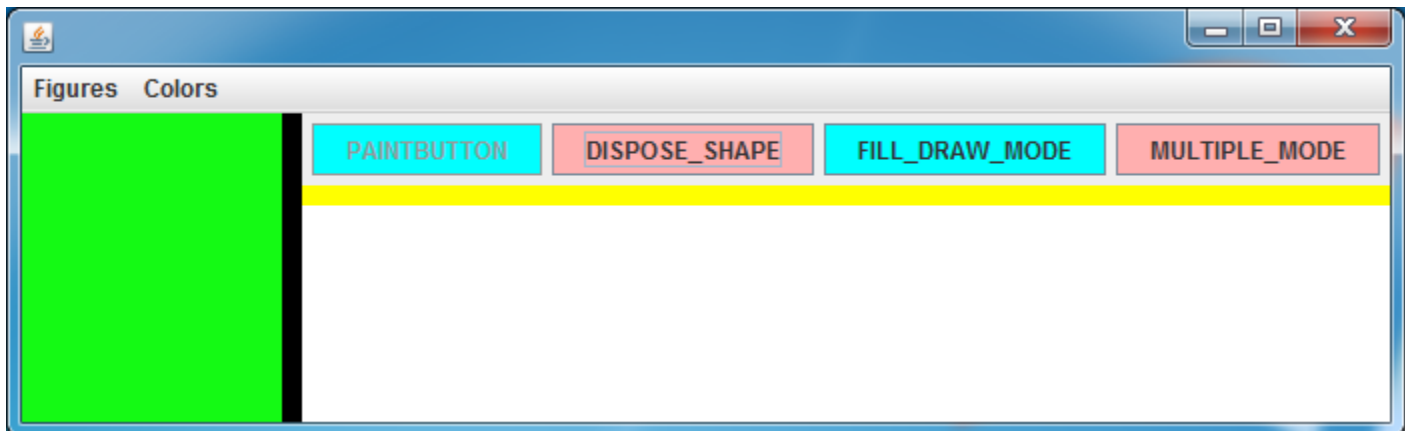 Figures Colors
PAINTBUTTON DISPOSE_SHAPE FILL_DRAW_MODE MULTIPLE_MODE